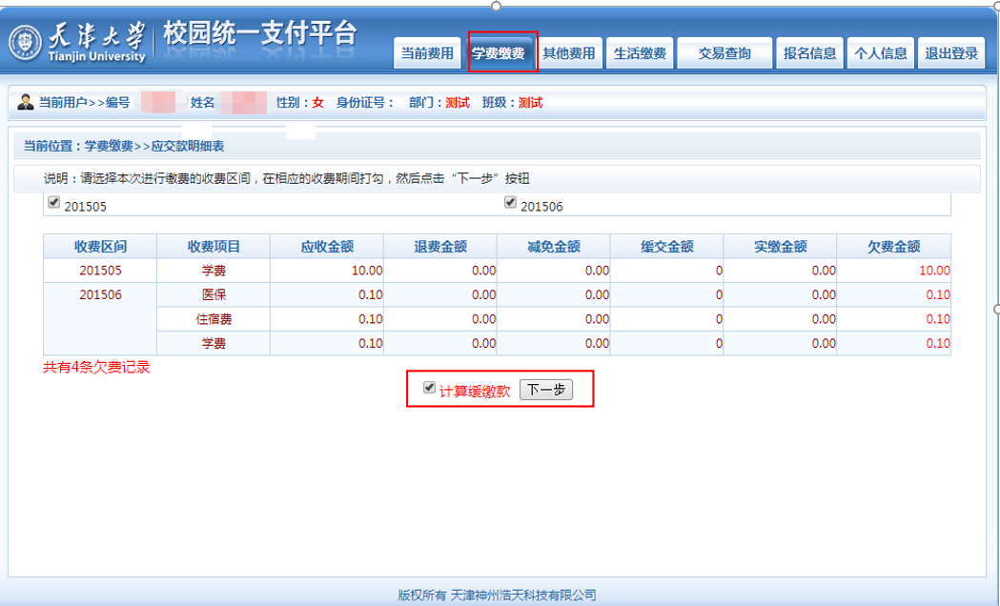 天津大学 校园统一支付平台
Tianjin University
当前费用 学费缴费 其他费用 生活缴费 交易查询 报名信息 个人信息 退出登录
当前用户>>编号 姓名 性别：女 身份证号： 部门：测试 班级：测试
当前位置：学费缴费>>应交款明细表
说明：请选择本次进行缴费的收费区间，在相应的收费期间打勾，然后点击“下一步”按钮
201505 201506
收费区间 收费项目 应收金额 退费金额 减免金额 缓交金额 实缴金额 欠费金额
201505 学费 10.00 0.00 0.00 0 0.00 10.00
201506 医保 0.10 0.00 0.00 0 0.00 0.10
住宿费 0.10 0.00 0.00 0 0.00 0.10
学费 0.10 0.00 0.00 0 0.00 0.10
共有4条欠费记录
计算缓缴款 下一步
版权所有 天津神州浩天科技有限公司